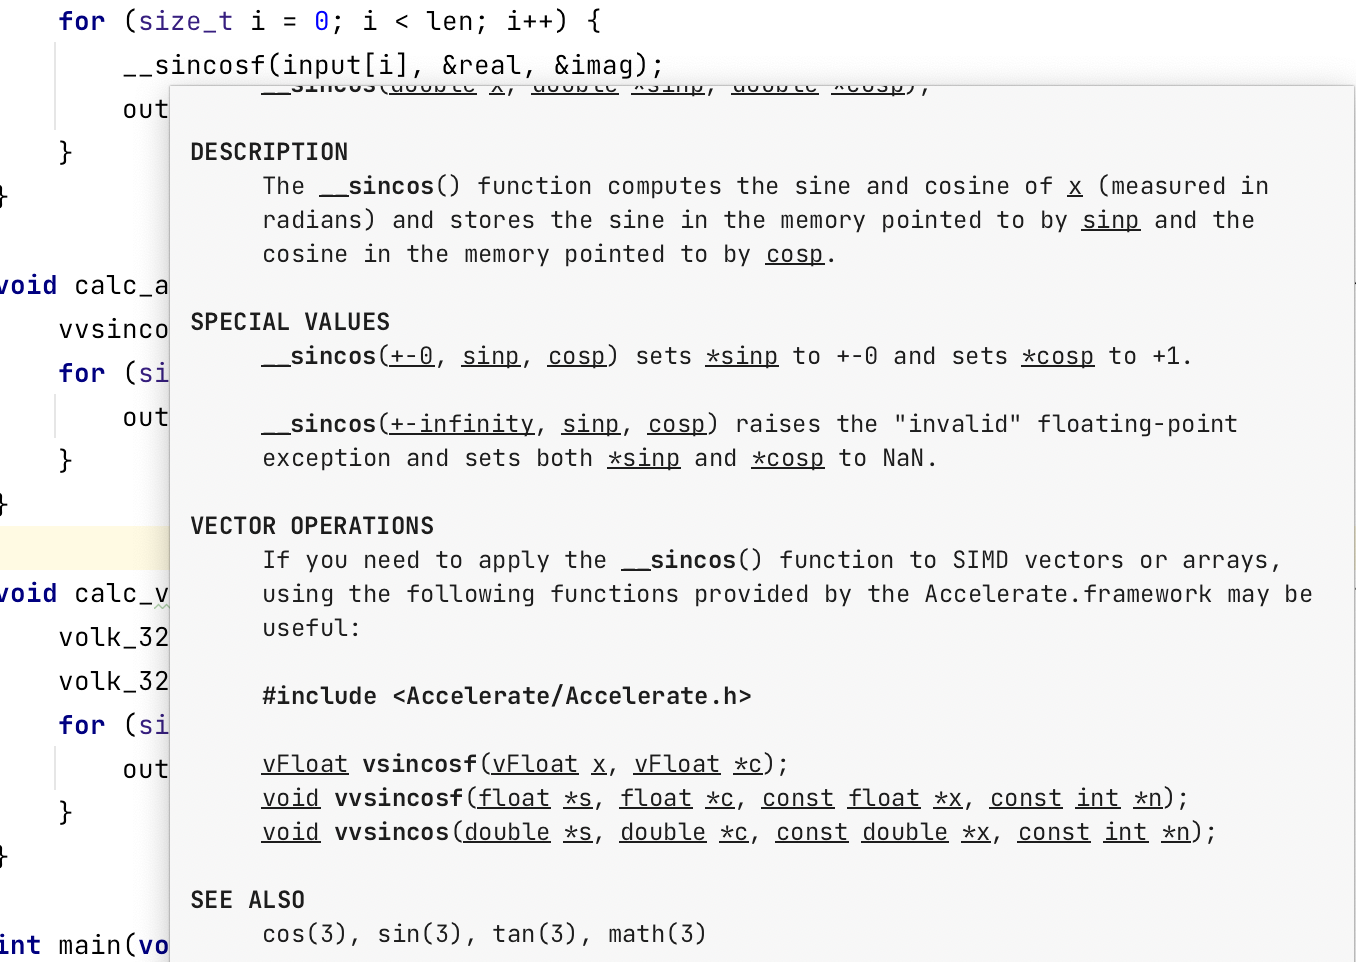 for (size_t i = 0; i < len; i++) {
__sincosf(input[i], &real, &imag);
__sincos(double x, double *sinp, double *cosp);
out
}
}
void calc_a
vvsinco
for (si
out
}
}
void calc_v
volk_32
volk_32
for (si
out
}
}
int main(vo
DESCRIPTION
The __sincos() function computes the sine and cosine of x (measured in
radians) and stores the sine in the memory pointed to by sinp and the
cosine in the memory pointed to by cosp.
SPECIAL VALUES
__sincos(+-0, sinp, cosp) sets *sinp to +-0 and sets *cosp to +1.
__sincos(+-infinity, sinp, cosp) raises the "invalid" floating-point
exception and sets both *sinp and *cosp to NaN.
VECTOR OPERATIONS
If you need to apply the __sincos() function to SIMD vectors or arrays,
using the following functions provided by the Accelerate.framework may be
useful:
#include <Accelerate/Accelerate.h>
vFloat vsincosf(vFloat x, vFloat *c);
void vvsincosf(float *s, float *c, const float *x, const int *n);
void vvsincos(double *s, double *c, const double *x, const int *n);
SEE ALSO
cos(3), sin(3), tan(3), math(3)